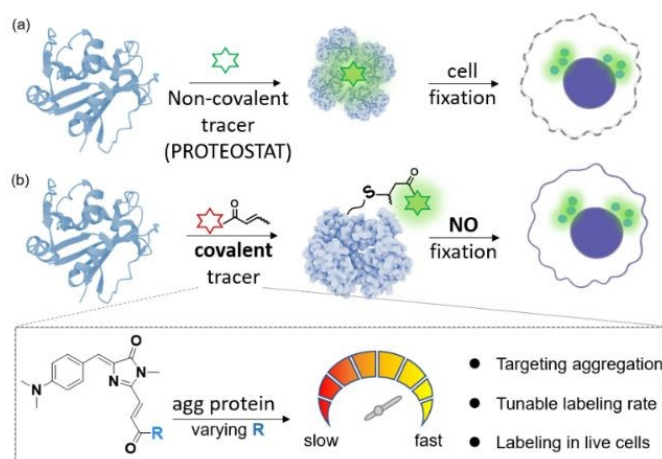 (a)
Non-covalent
tracer
(PROTEOSTAT)
cell
fixation
(b)
covalent
tracer
S
O
NO
fixation
O
N
N
N
O
R
agg protein
varying R
slow
fast
● Targeting aggregation
● Tunable labeling rate
● Labeling in live cells